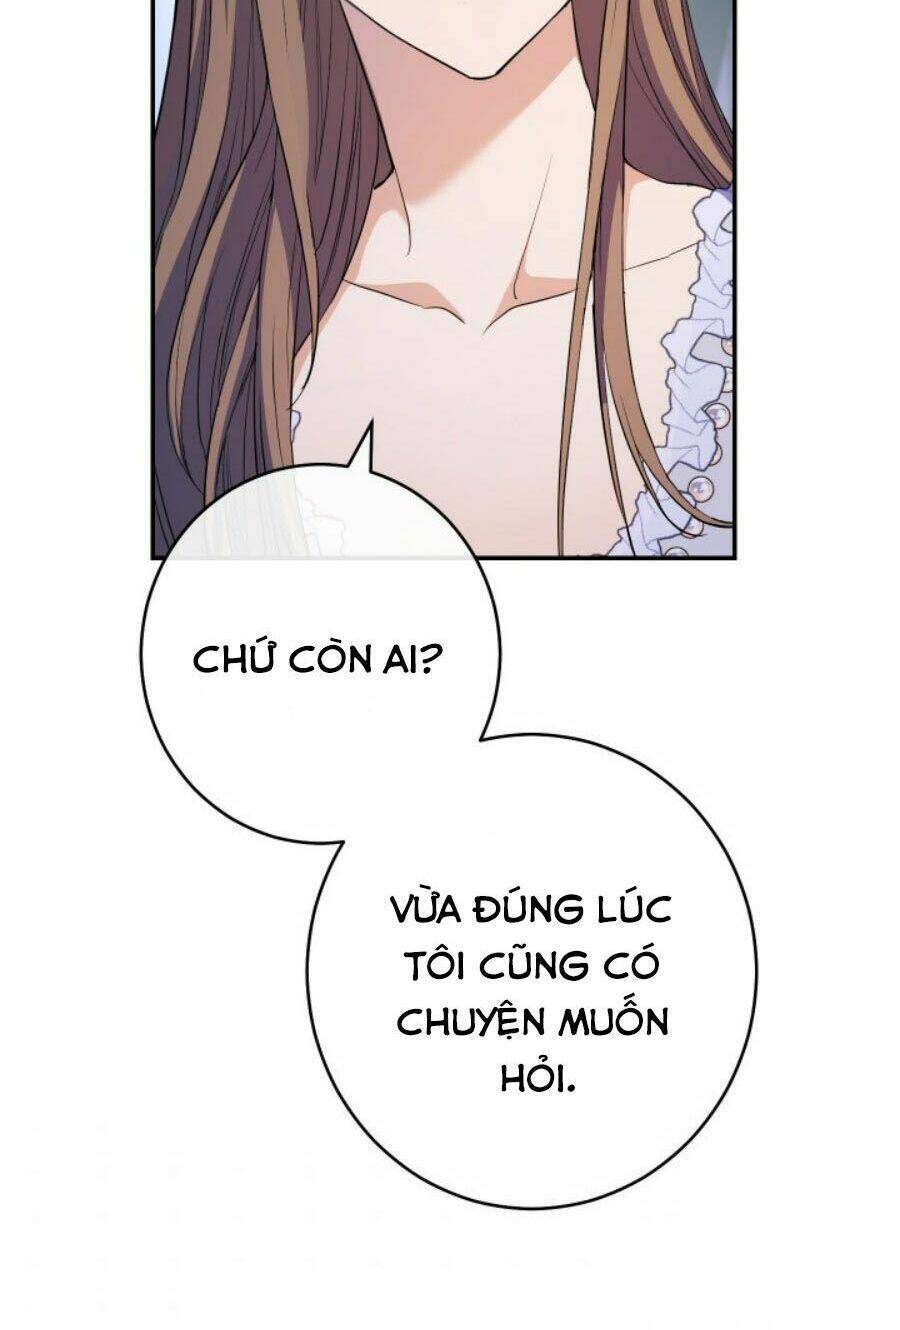 CHỨ CÒN AI?
VỪA ĐÚNG LÚC
TÔI CŨNG CÓ
CHUYỆN MUỐN
HỎI.